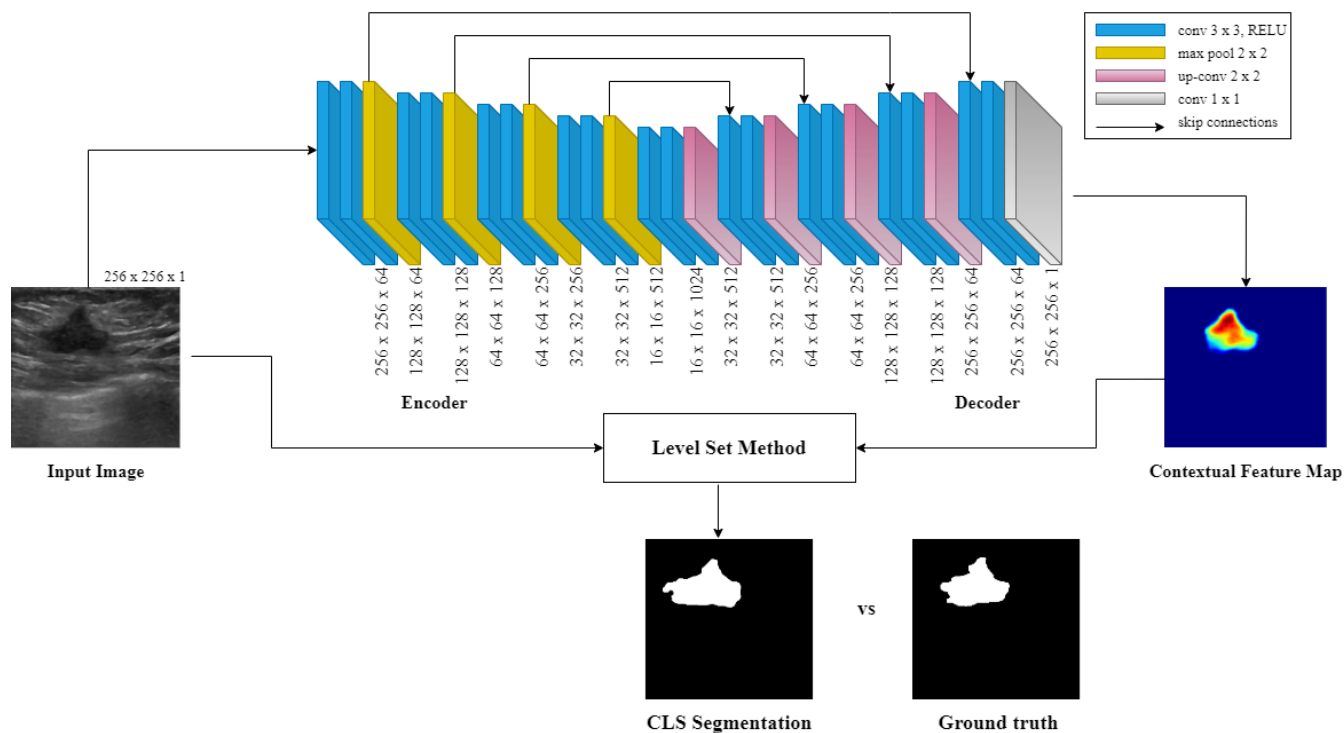 conv 3 x 3, RELU
max pool 2 x 2
up-conv 2 x 2
conv 1 x 1
skip connections
256 x 256 x 1
256 x 256 x 64
128 x 128 x 64
128 x 128 x 128
64 x 64 x 128
64 x 64 x 256
32 x 32 x 256
32 x 32 x 512
16 x 16 x 512
16 x 16 x 1024
32 x 32 x 512
32 x 32 x 512
64 x 64 x 256
64 x 64 x 256
128 x 128 x 128
128 x 128 x 128
256 x 256 x 64
256 x 256 x 64
256 x 256 x 1
Encoder
Decoder
Input Image
Level Set Method
Contextual Feature Map
vs
CLS Segmentation
Ground truth